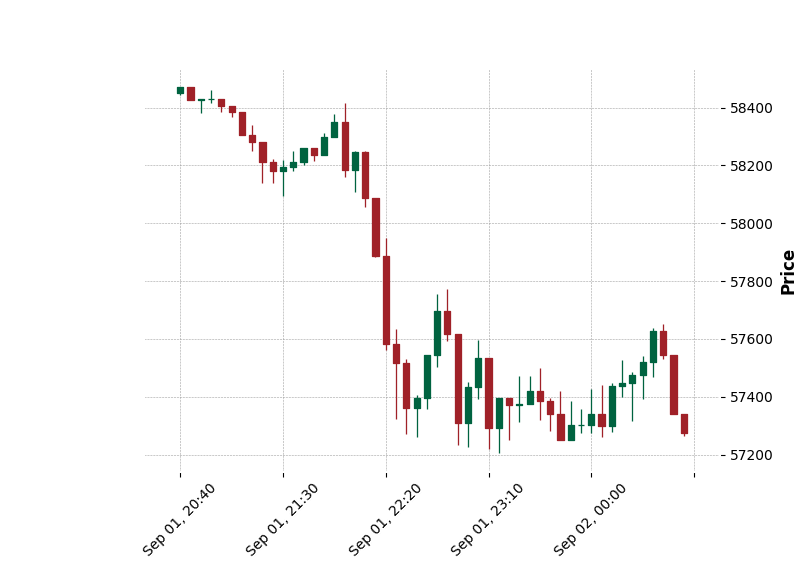 58400
58200
58000
57800
57600
57400
57200
Price
Sep 01, 20:40
Sep 01, 21:30
Sep 01, 22:20
Sep 01, 23:10
Sep 02, 00:00